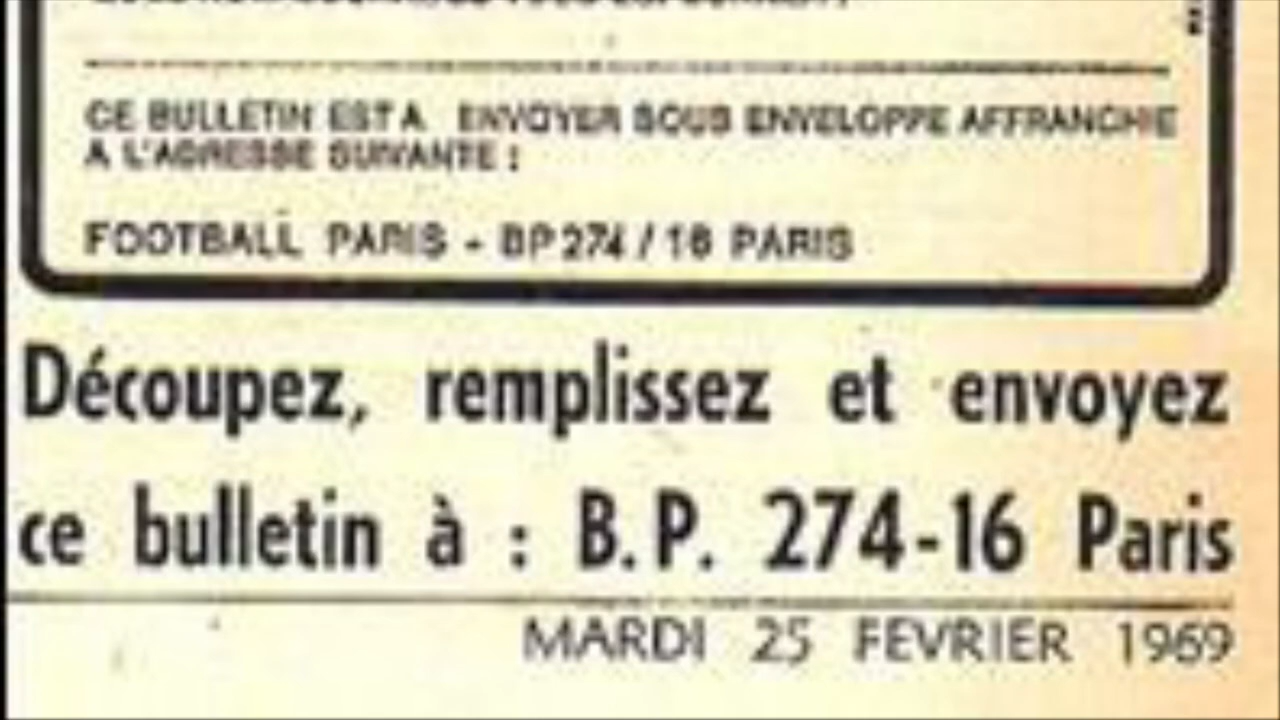 CE BULLETIN EST A ENVOYER SOUS ENVELOPPE AFFRANCHIE
A L'ADRESSE SUIVANTE :
FOOTBALL PARIS - BP 274 / 16 PARIS
Découpez, remplissez et envoyez
ce bulletin à : B.P. 274-16 Paris
MARDI 25 FEVRIER 1969